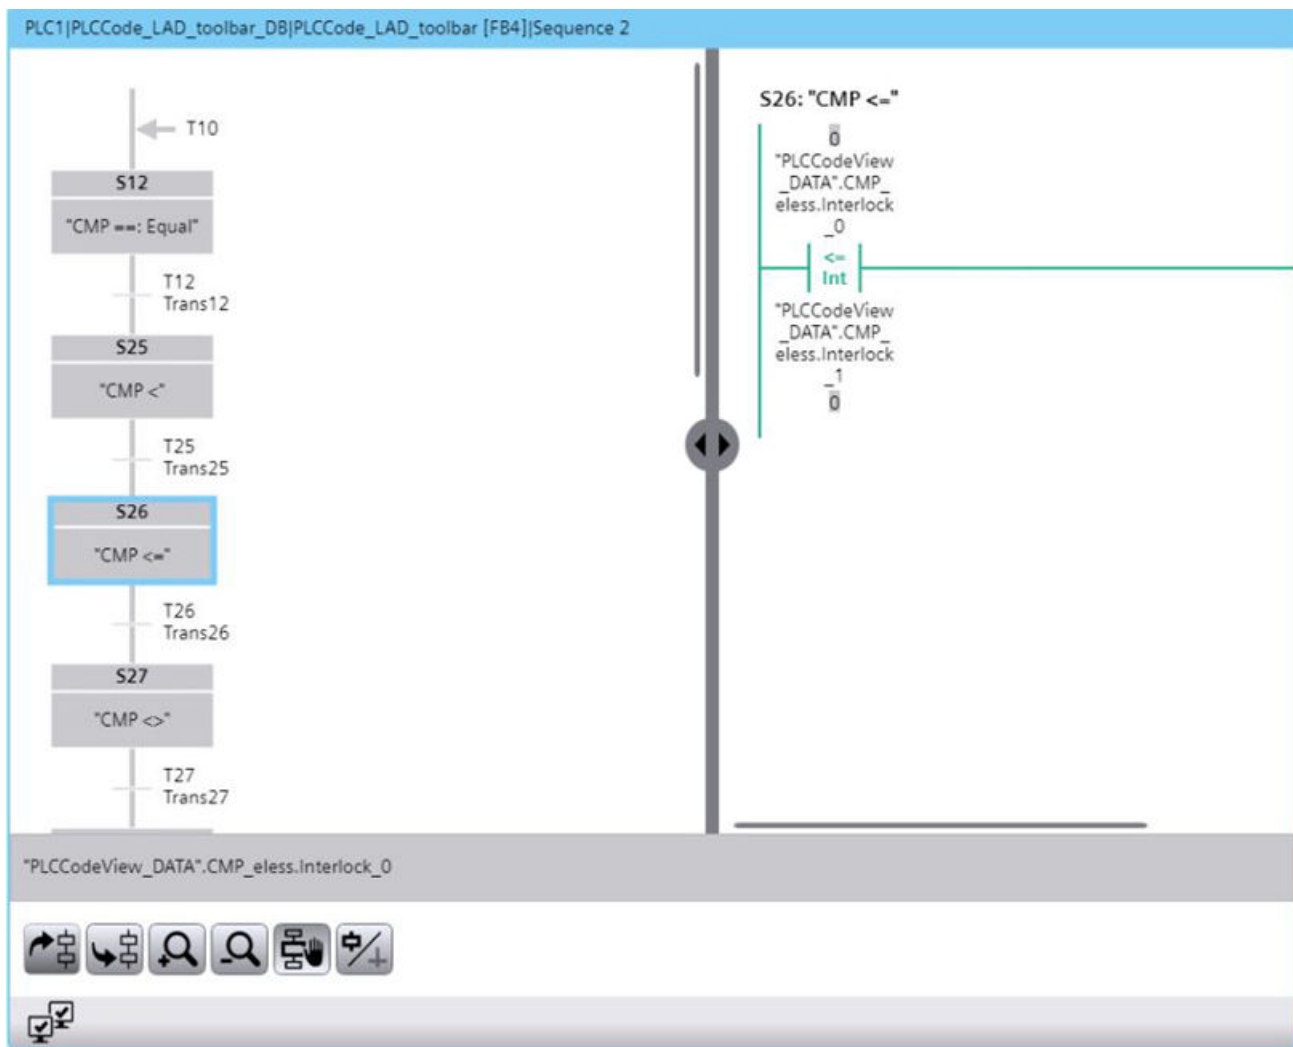 PLC1|PLCCode_LAD_toolbar_DB|PLCCode_LAD_toolbar [FB4]|Sequence 2
T10
S12
"CMP ==: Equal"
T12
Trans12
S25
"CMP <"
T25
Trans25
S26
"CMP <="
T26
Trans26
S27
"CMP <>"
T27
Trans27
S26: "CMP <="
0
"PLCCodeView
_DATA".CMP_
eless.Interlock
_0
<=
Int
"PLCCodeView
_DATA".CMP_
eless.Interlock
_1
0
"PLCCodeView_DATA".CMP_eless.Interlock_0